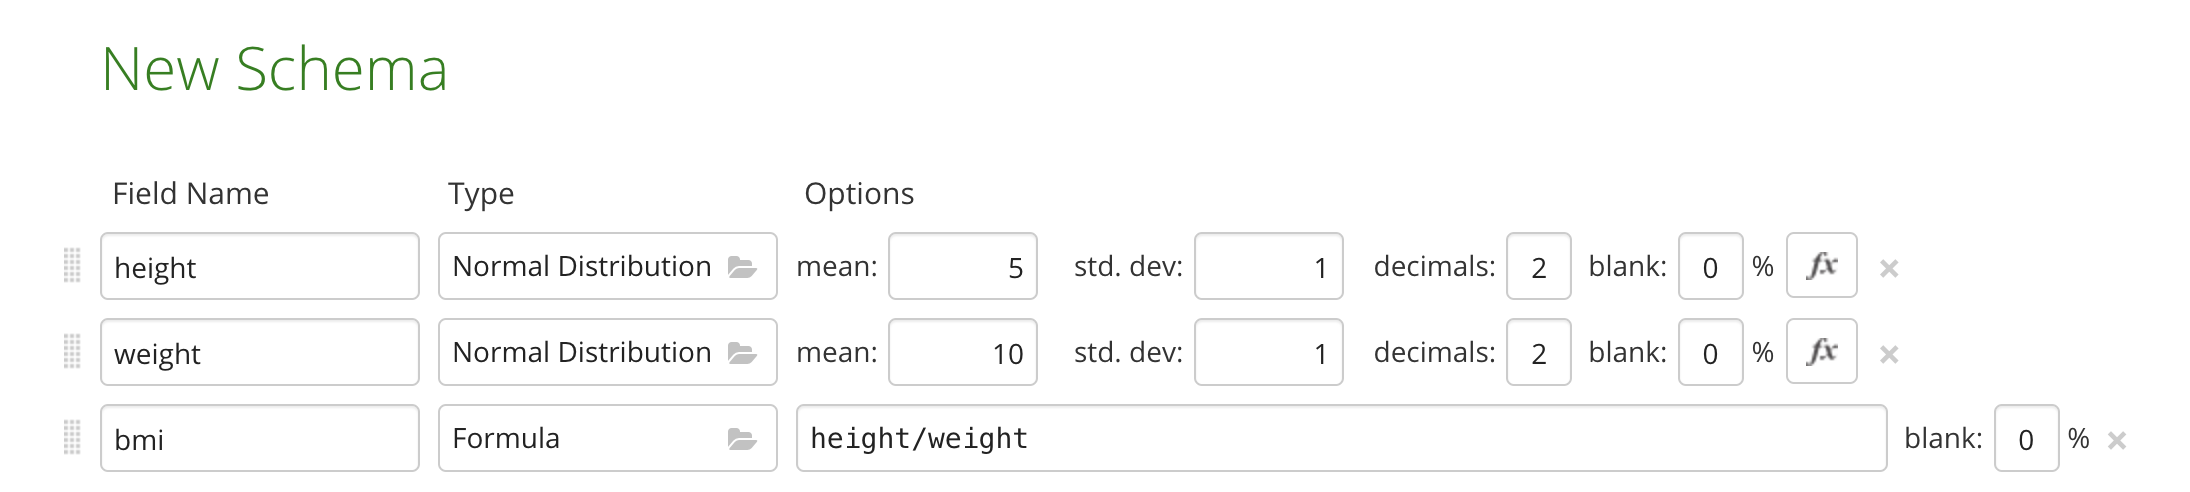 New Schema
Field Name Type Options
height Normal Distribution mean: 5 std. dev: 1 decimals: 2 blank: 0 % fx ×
weight Normal Distribution mean: 10 std. dev: 1 decimals: 2 blank: 0 % fx ×
bmi Formula height/weight blank: 0 % ×